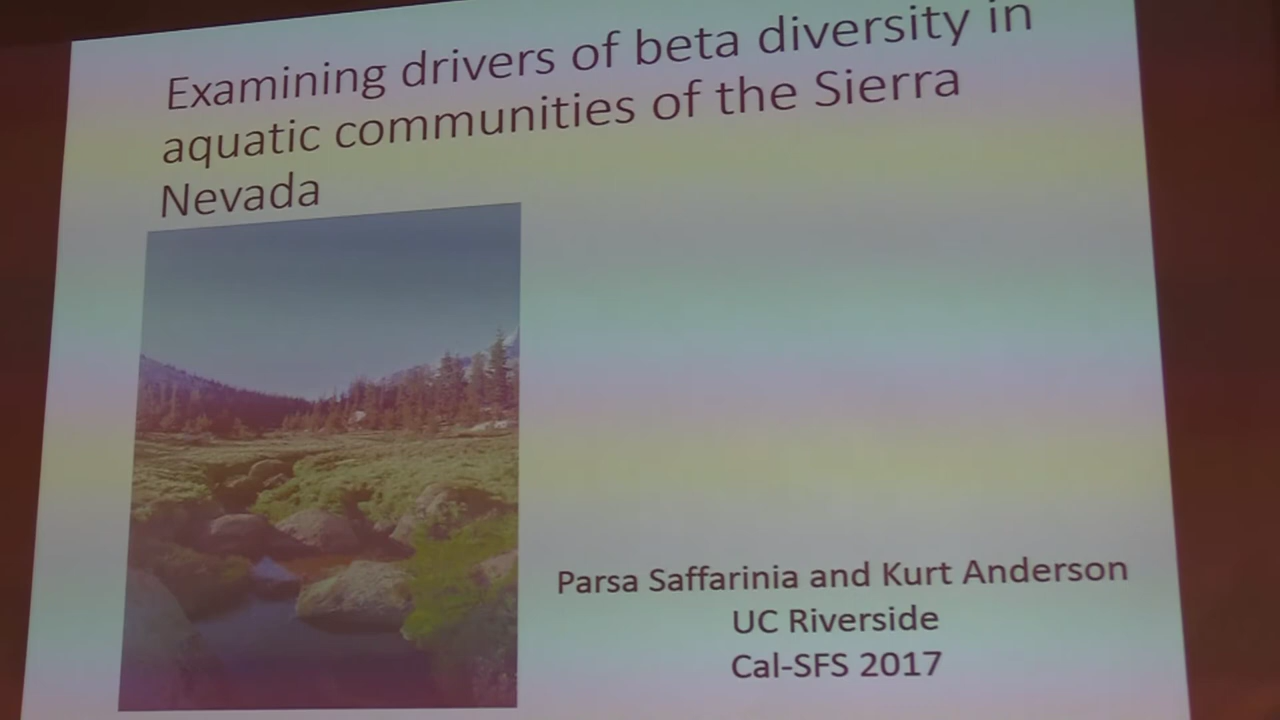 Examining drivers of beta diversity in
aquatic communities of the Sierra
Nevada
Parsa Saffarinia and Kurt Anderson
UC Riverside
Cal-SFS 2017